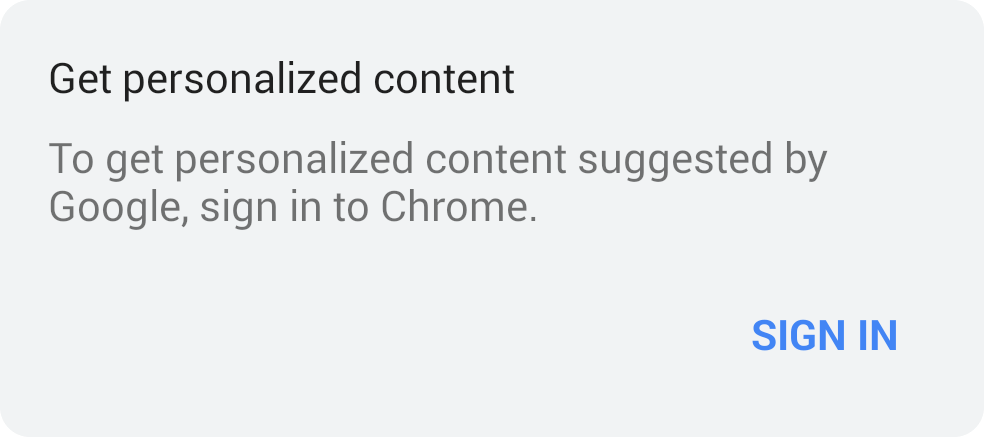 Get personalized content
To get personalized content suggested by
Google, sign in to Chrome.
SIGN IN